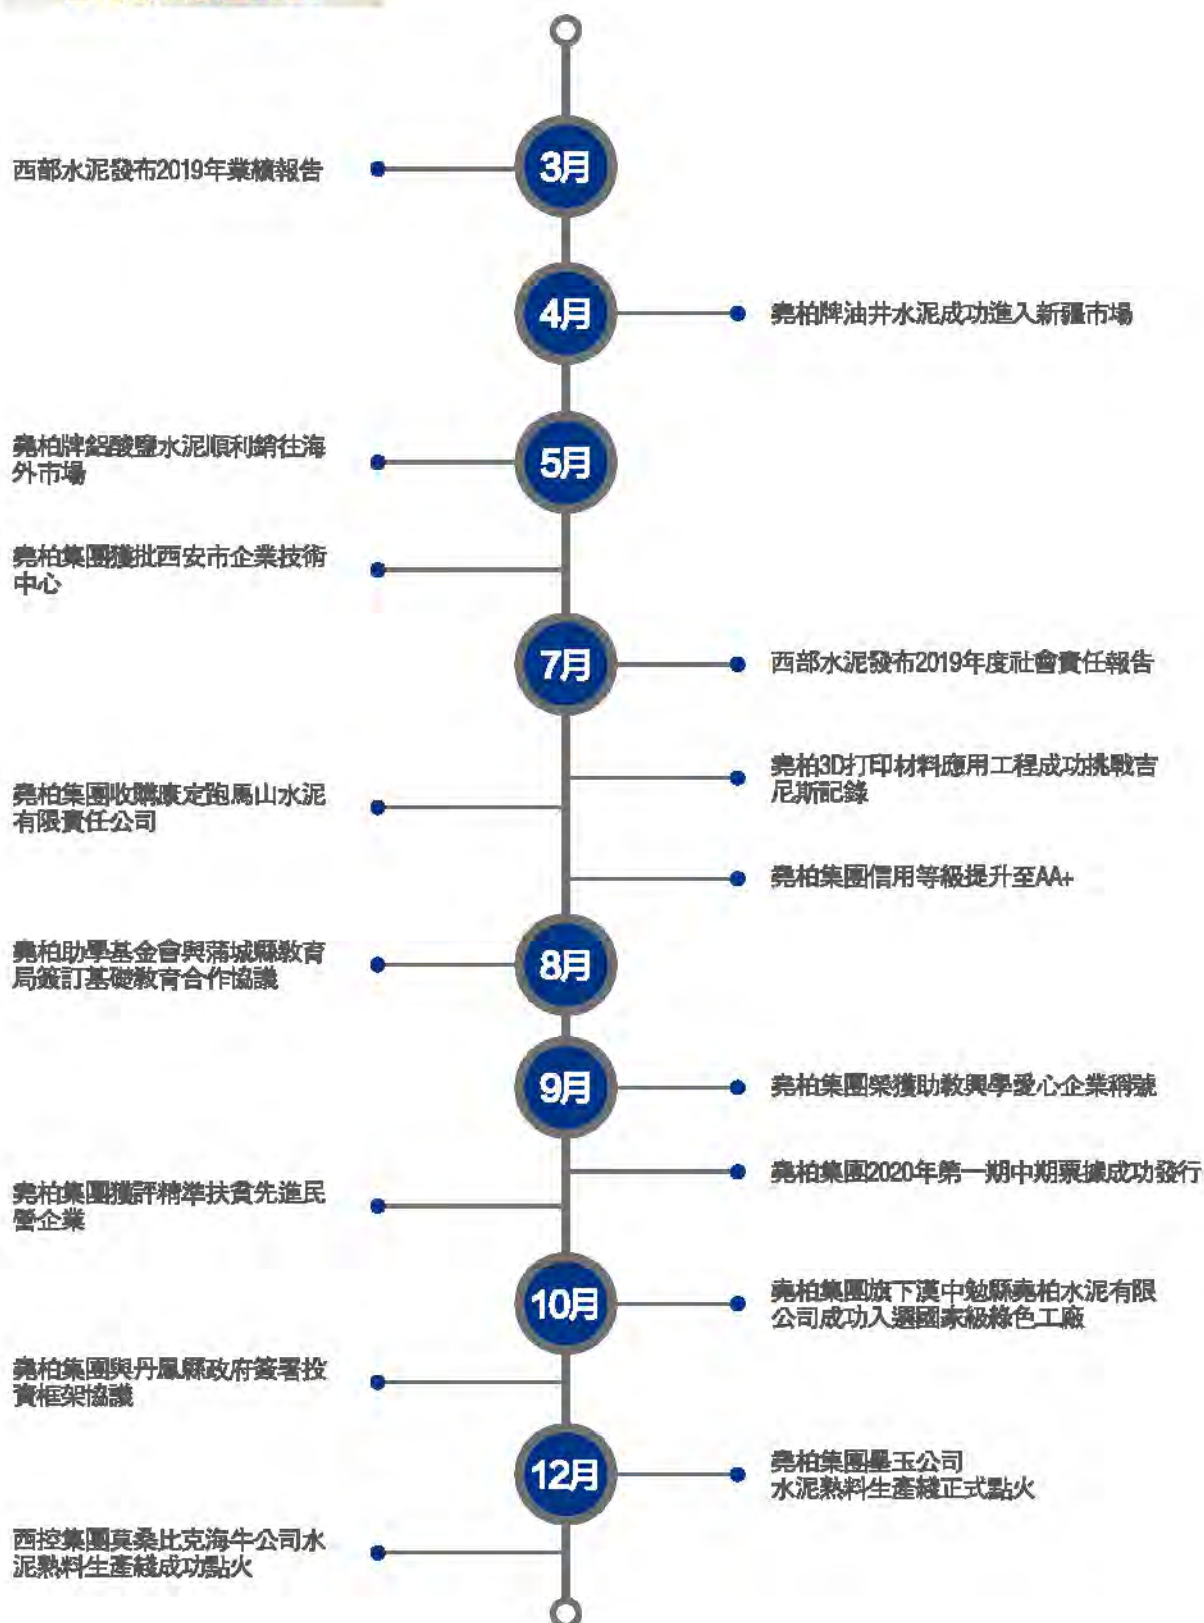 3月
西部水泥發布2019年業績報告
4月
堯柏牌油井水泥成功進入新疆市場
5月
堯柏牌鋁酸鹽水泥順利銷往海
外市場
堯柏集團獲批西安市企業技術
中心
7月
西部水泥發布2019年度社會責任報告
堯柏3D打印材料應用工程成功挑戰吉
尼斯記錄
堯柏集團收購康定跑馬山水泥
有限責任公司
堯柏集團信用等級提升至AA+
8月
堯柏助學基金會與蒲城縣教育
局簽訂基礎教育合作協議
9月
堯柏集團榮獲助教興學愛心企業稱號
堯柏集團2020年第一期中期票據成功發行
堯柏集團獲評精準扶貧先進民
營企業
10月
堯柏集團旗下漢中勉縣堯柏水泥有限
公司成功入選國家級綠色工廠
堯柏集團與丹鳳縣政府簽署投
資框架協議
12月
堯柏集團墨玉公司
水泥熟料生產綫正式點火
西控集團莫桑比克海牛公司水
泥熟料生產綫成功點火